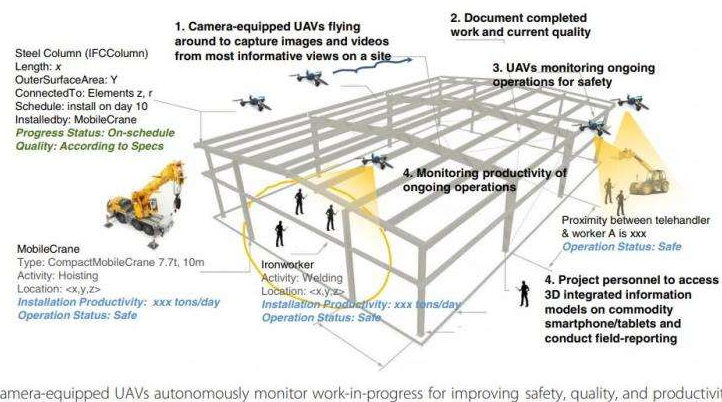 1. Camera-equipped UAVs flying
around to capture images and videos
from most informative views on a site
2. Document completed
work and current quality
3. UAVs monitoring ongoing
operations for safety
Steel Column (IFCColumn)
Length: x
OuterSurfaceArea: Y
ConnectedTo: Elements z, r
Schedule: install on day 10
Installedby: MobileCrane
Progress Status: On-schedule
Quality: According to Specs
4. Monitoring productivity of
ongoing operations
Proximity between telehandler
& worker A is xxx
Operation Status: Safe
MobileCrane
Type: CompactMobileCrane 7.7t, 10m
Activity: Hoisting
Location: <x,y,z>
Installation Productivity: xxx tons/day
Operation Status: Safe
Ironworker
Activity: Welding
Location: <x,y,z>
Installation Productivity: xxx tons/day
Operation Status: Safe
4. Project personnel to access
3D integrated information
models on commodity
smartphone/tablets and
conduct field-reporting
amera-equipped UAVs autonomously monitor work-in-progress for improving safety, quality, and productivi